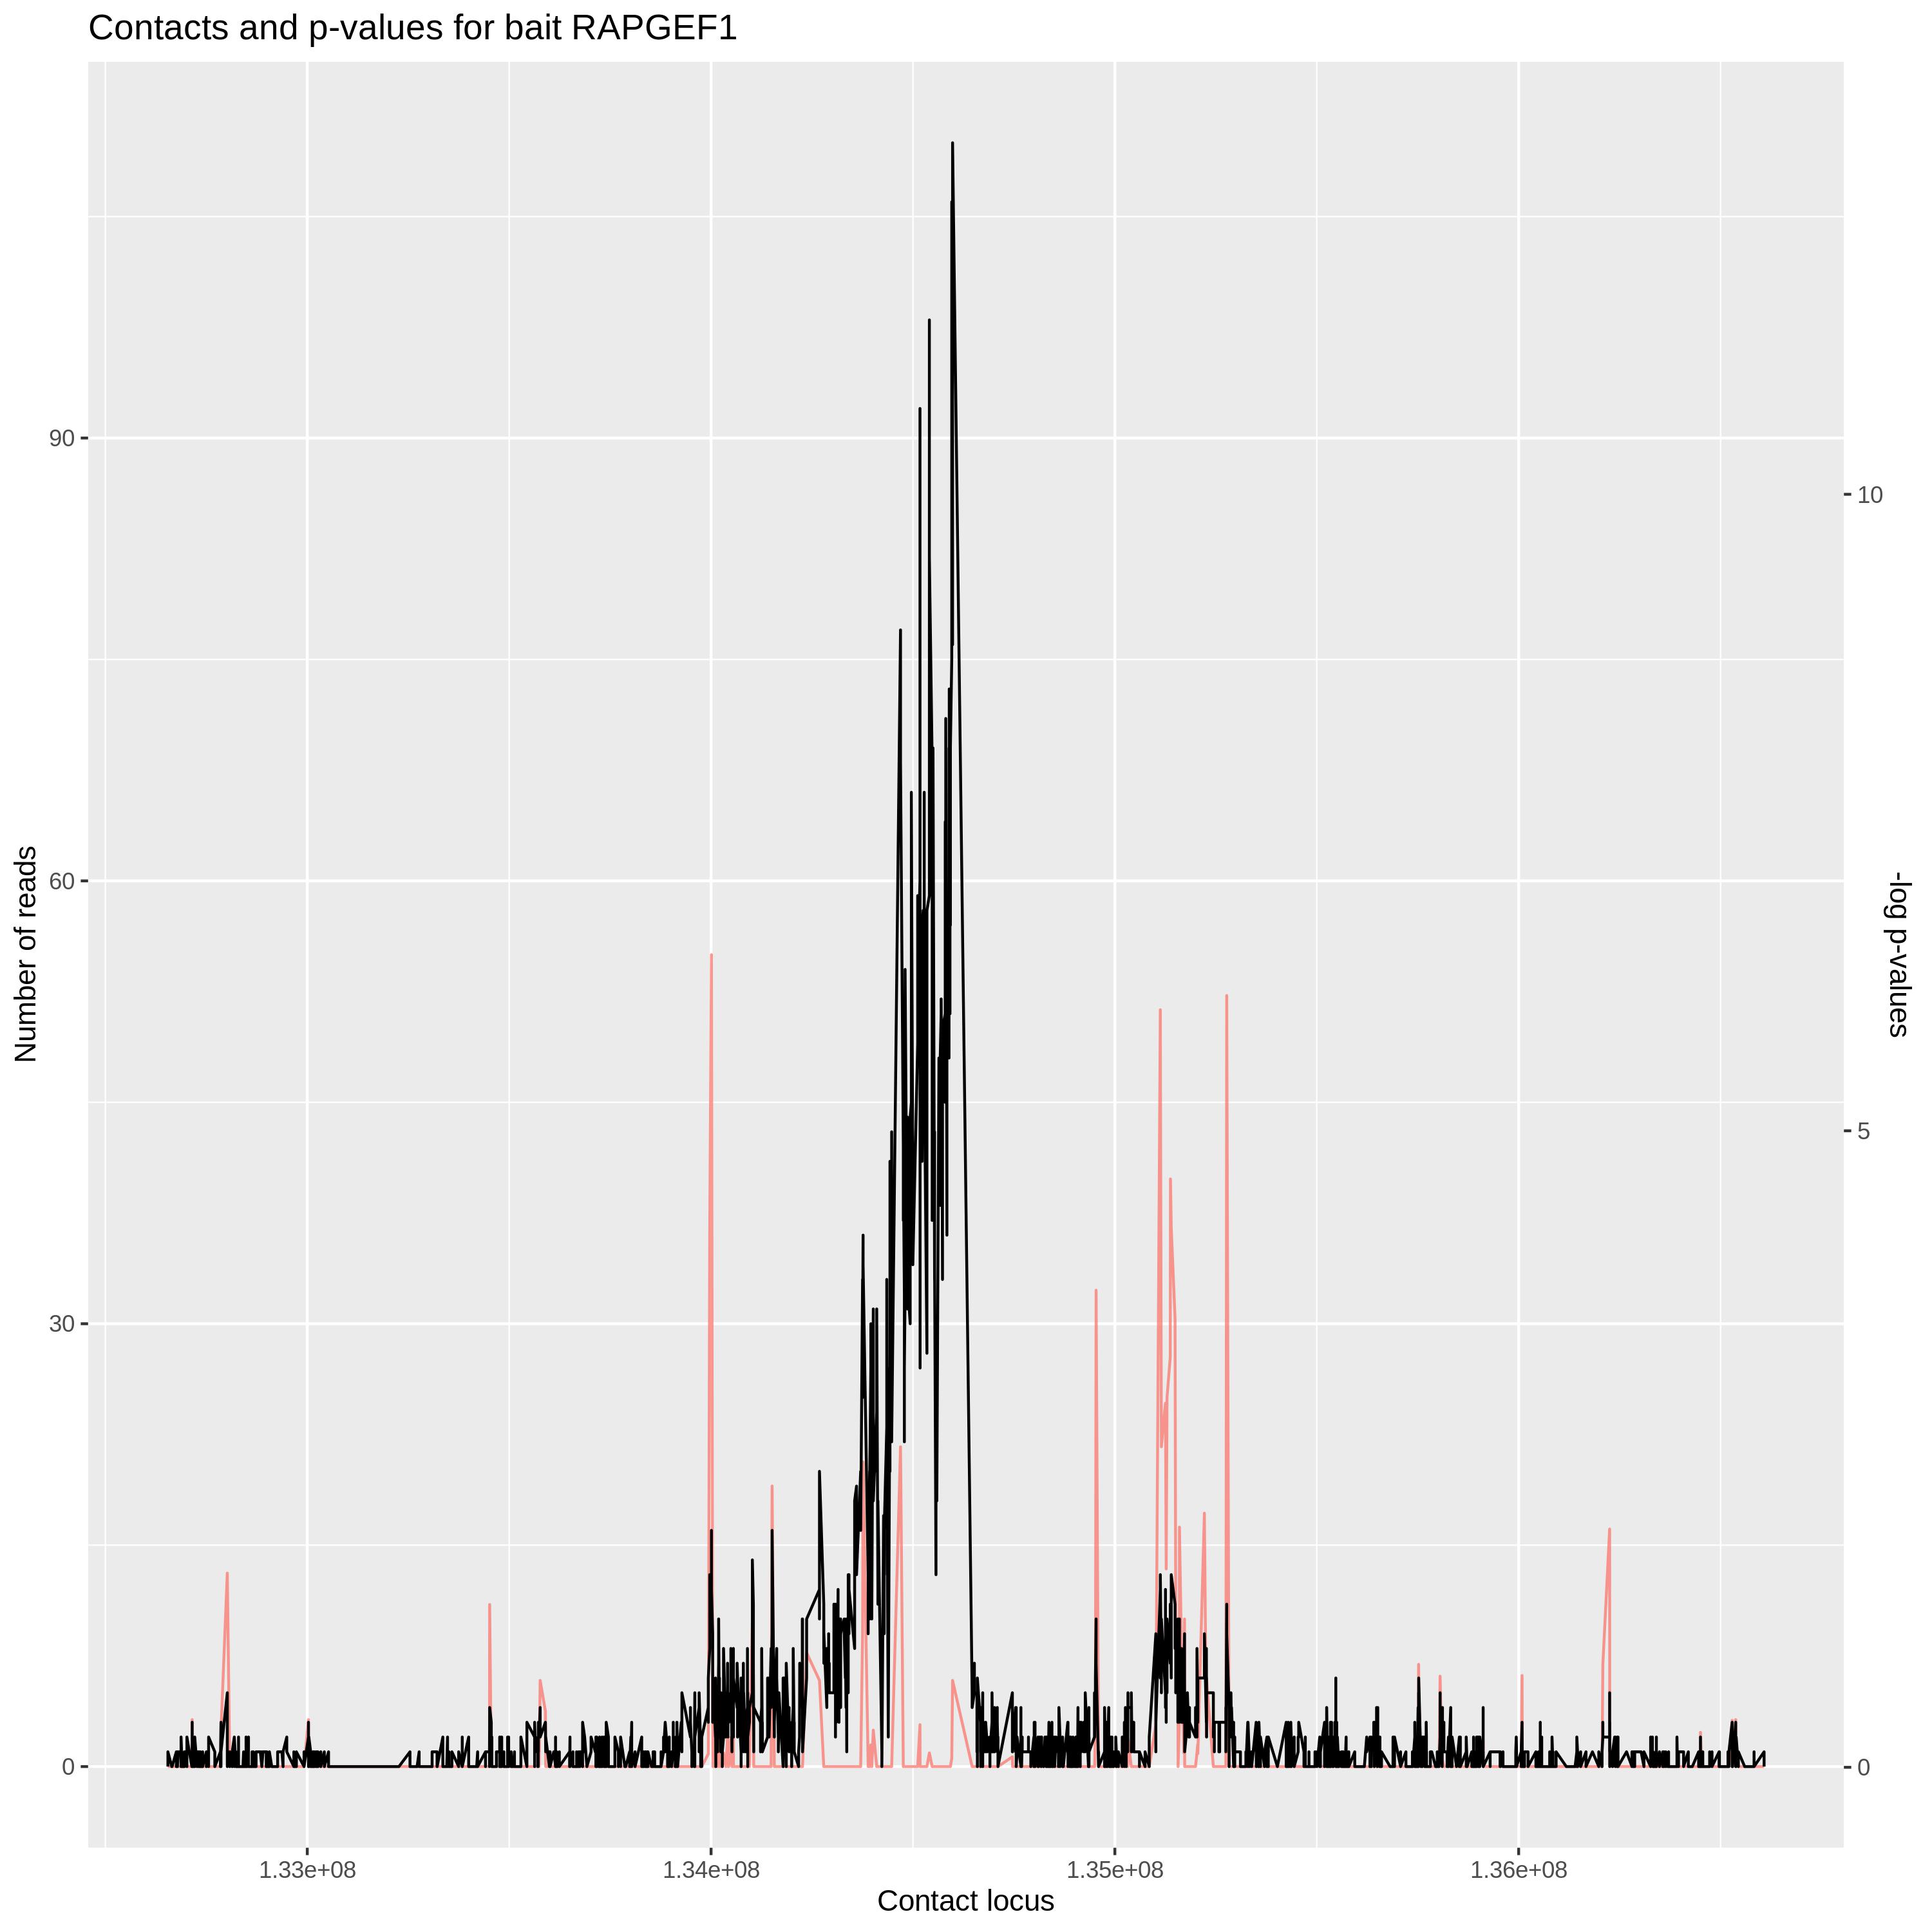 Contacts and p-values for bait RAPGEF1
90
60
30
0
Number of reads
10
5
0
-log p-values
1.33e+08
1.34e+08
1.35e+08
1.36e+08
Contact locus